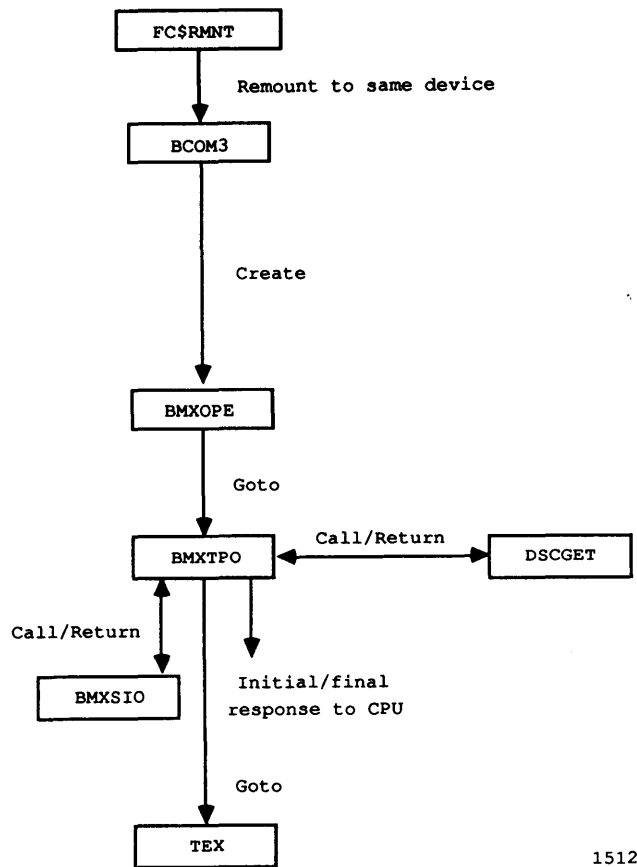 FC$RMNT
Remount to same device
BCOM3
Create
BMXOPE
Goto
BMXTPO
Call/Return
DSCGET
Call/Return
BMXSIO
Initial/final
response to CPU
Goto
TEX
1512